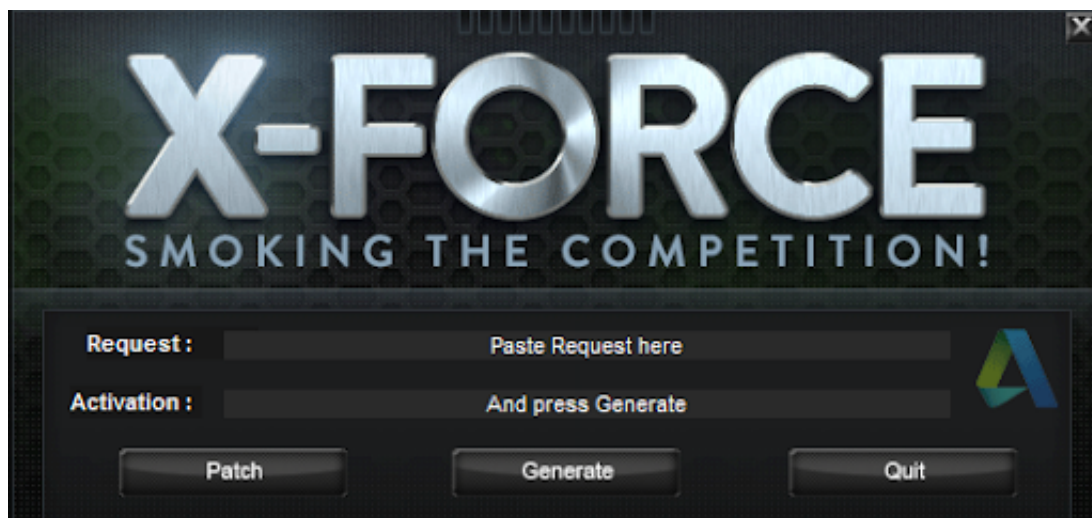 X-FORCE
SMOKING THE COMPETITION!
Request :
Paste Request here
Activation :
And press Generate
Patch
Generate
Quit